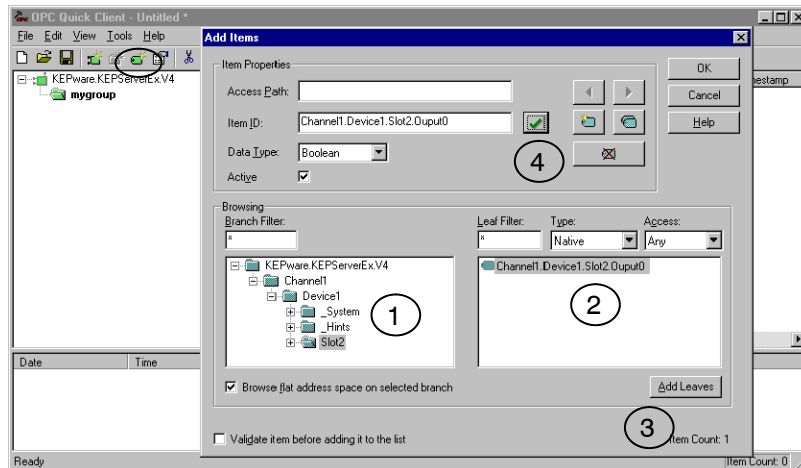 OPC Quick Client - Untitled *
File Edit View Tools Help
KEPware.KEPServerEx.V4
mygroup
Date Time
Ready
Add Items
Item Properties
Access Path:
Item ID: Channel1.Device1.Slot2.Ouput0
Data Type: Boolean
Active
4
OK
Cancel
Help
Browsing
Branch Filter: Leaf Filter: Type: Access:
* * Native Any
KEPware.KEPServerEx.V4
Channel1
Device1
_System
_Hints
Slot2
1
Channel1.Device1.Slot2.Ouput0
2
Browse flat address space on selected branch
Add Leaves
3
Validate item before adding it to the list
Item Count: 1
mestamp
Item Count: 0